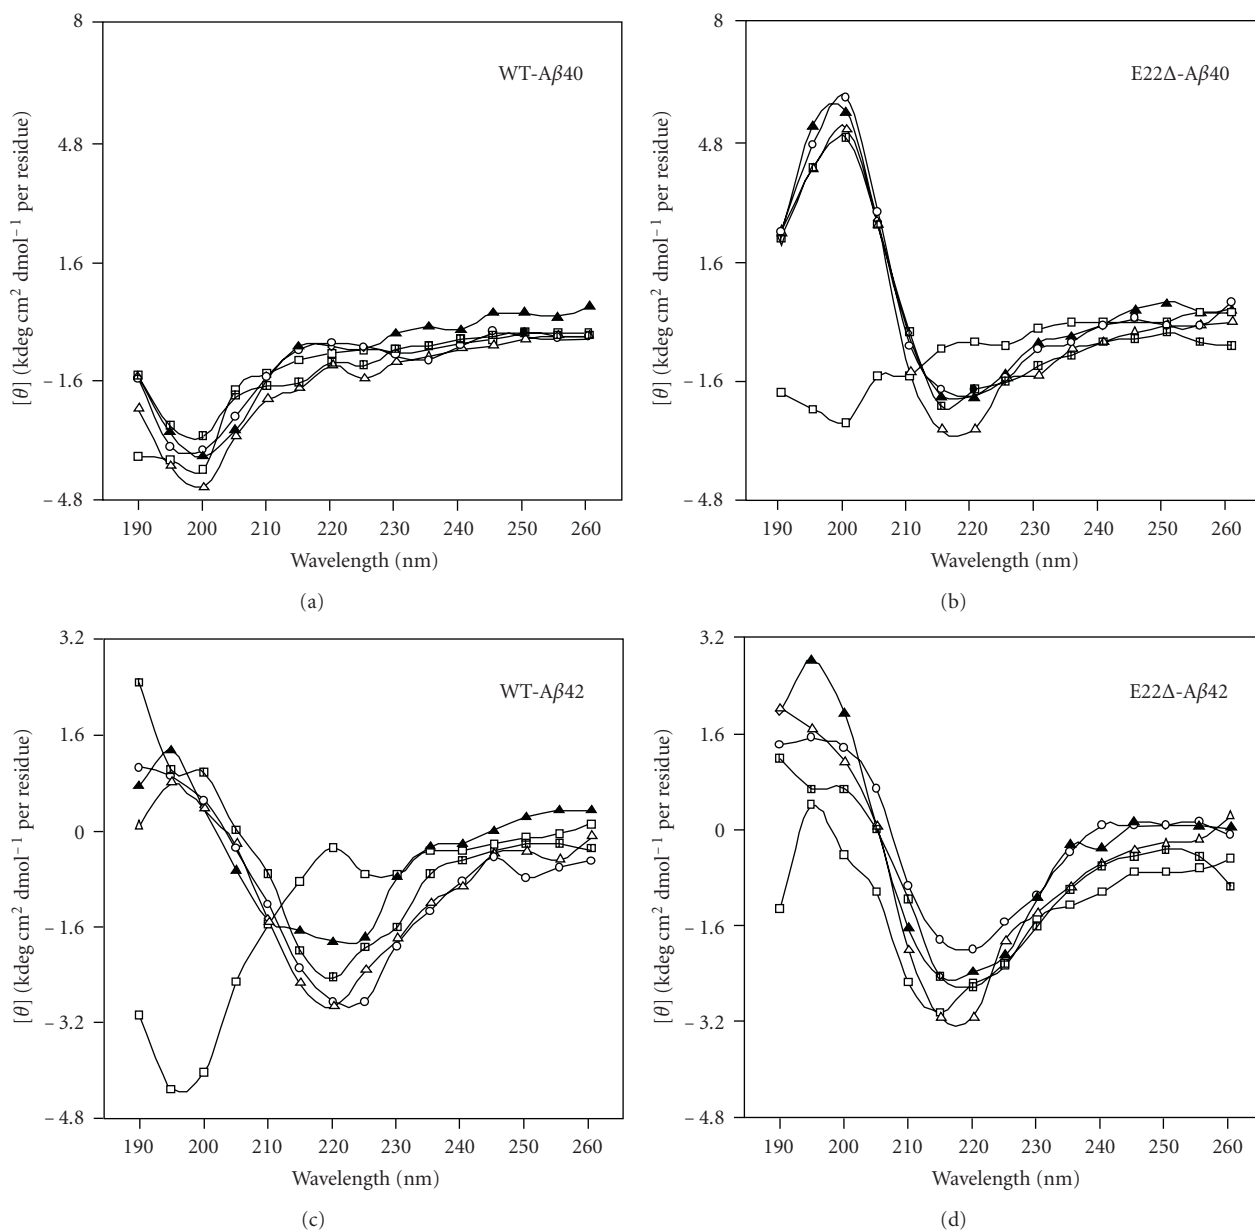 8
4.8
1.6
− 1.6
− 4.8
[θ] (kdeg cm² dmol⁻¹ per residue)
WT-Aβ40
190 200 210 220 230 240 250 260
Wavelength (nm)
(a)
8
4.8
1.6
− 1.6
− 4.8
[θ] (kdeg cm² dmol⁻¹ per residue)
E22Δ-Aβ40
190 200 210 220 230 240 250 260
Wavelength (nm)
(b)
3.2
1.6
0
− 1.6
− 3.2
− 4.8
[θ] (kdeg cm² dmol⁻¹ per residue)
WT-Aβ42
190 200 210 220 230 240 250 260
Wavelength (nm)
(c)
3.2
1.6
0
− 1.6
− 3.2
− 4.8
[θ] (kdeg cm² dmol⁻¹ per residue)
E22Δ-Aβ42
190 200 210 220 230 240 250 260
Wavelength (nm)
(d)